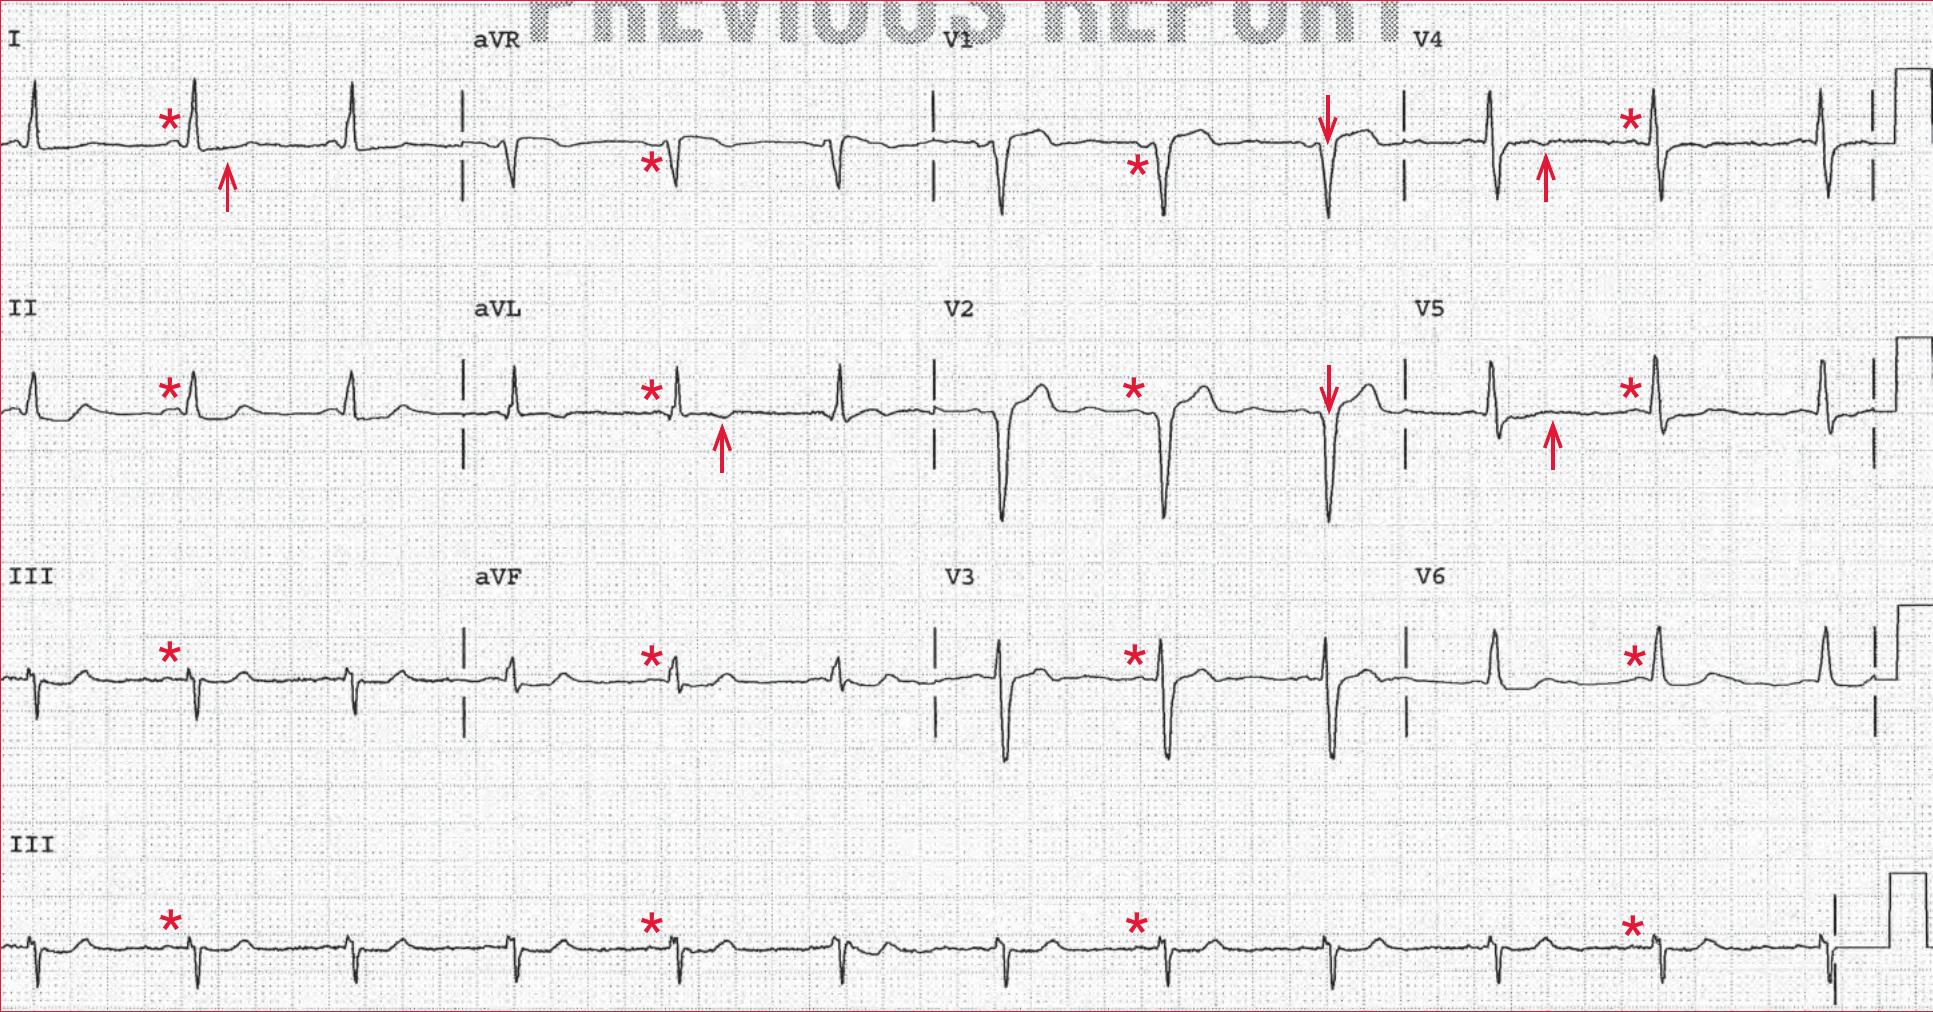 PREVIOUS REPORT
I aVR V1 V4
II aVL V2 V5
III aVF V3 V6
III